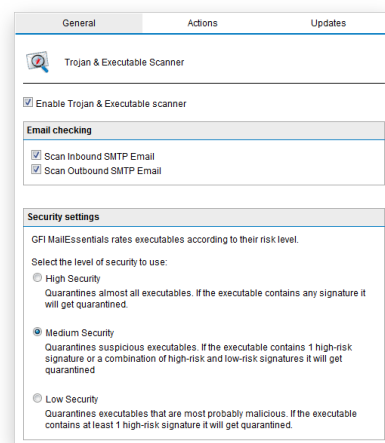 General Actions Updates
Trojan & Executable Scanner
Enable Trojan & Executable scanner
Email checking
Scan Inbound SMTP Email
Scan Outbound SMTP Email
Security settings
GFI MailEssentials rates executables according to their risk level.
Select the level of security to use:
High Security
Quarantines almost all executables. If the executable contains any signature it
will get quarantined.
Medium Security
Quarantines suspicious executables. If the executable contains 1 high-risk
signature or a combination of high-risk and low-risk signatures it will get
quarantined
Low Security
Quarantines executables that are most probably malicious. If the executable
contains at least 1 high-risk signature it will get quarantined.